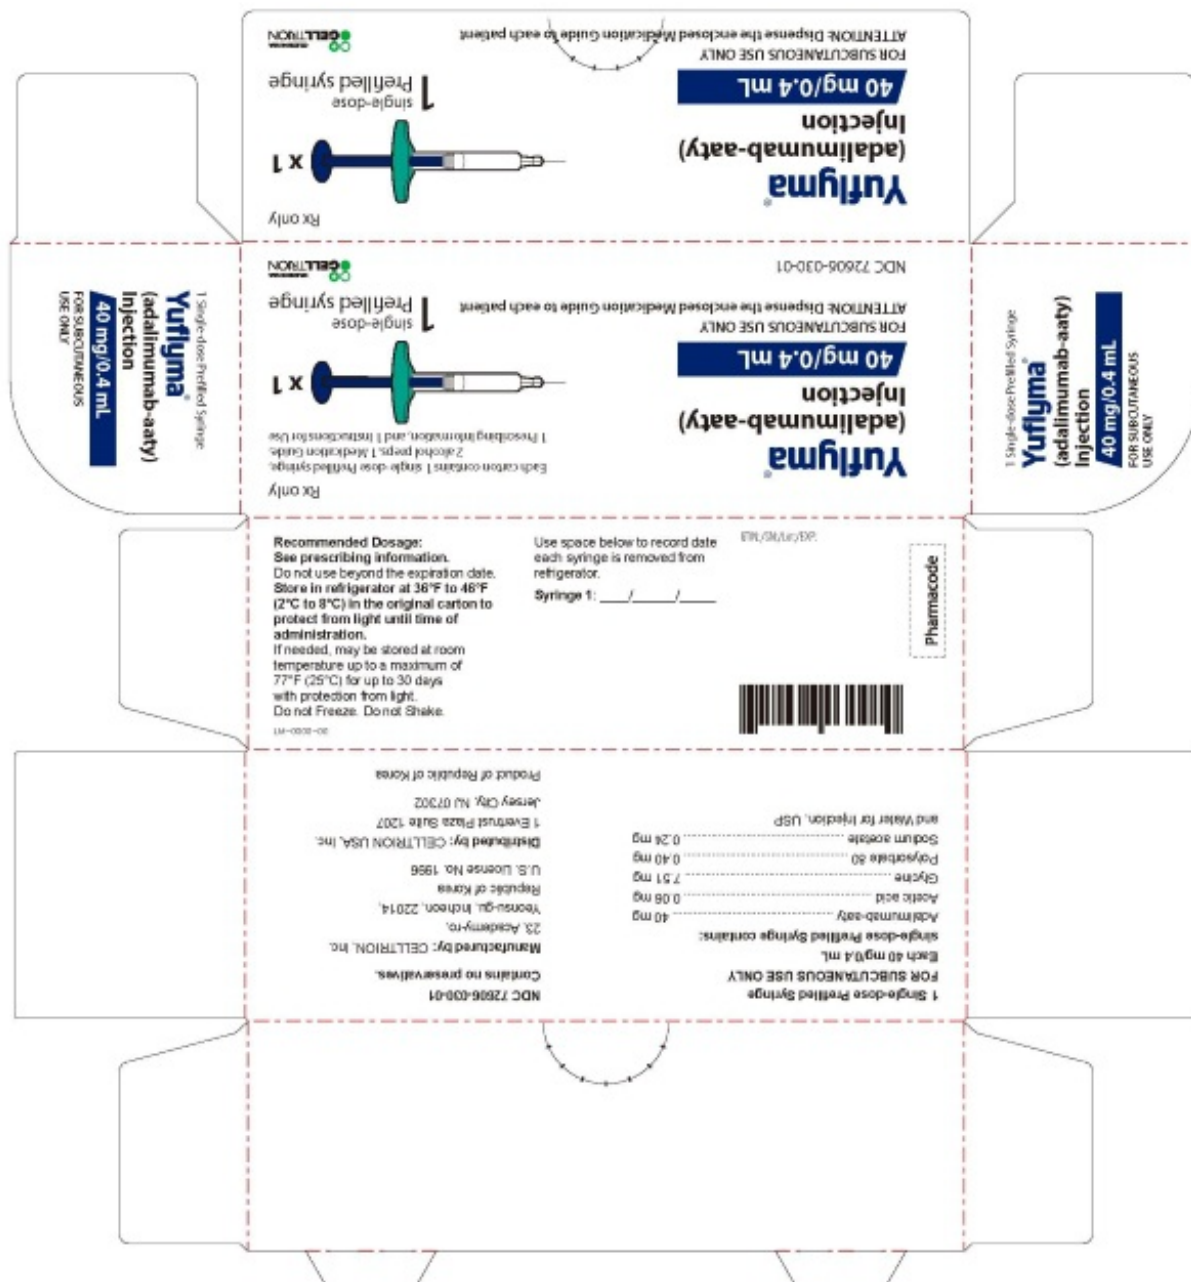 Rx only
Yuflyma®
(adalimumab-aaty)
Injection
40 mg/0.4 mL
FOR SUBCUTANEOUS USE ONLY
ATTENTION: Dispense the enclosed Medication Guide to each patient
x 1
1
single-dose
Prefilled syringe
CELLTRION
1 Single-dose Prefilled Syringe
Yuflyma®
(adalimumab-aaty)
Injection
40 mg/0.4 mL
FOR SUBCUTANEOUS
USE ONLY
Rx only
Each carton contains 1 single-dose Prefilled syringe,
2 alcohol preps, 1 Medication Guide,
1 Prescribing Information, and 1 Instructions for Use
Yuflyma®
(adalimumab-aaty)
Injection
40 mg/0.4 mL
FOR SUBCUTANEOUS USE ONLY
ATTENTION: Dispense the enclosed Medication Guide to each patient
NDC 72606-030-01
x 1
1
single-dose
Prefilled syringe
CELLTRION
1 Single-dose Prefilled Syringe
Yuflyma®
(adalimumab-aaty)
Injection
40 mg/0.4 mL
FOR SUBCUTANEOUS
USE ONLY
Recommended Dosage:
See prescribing information.
Do not use beyond the expiration date.
Store in refrigerator at 36°F to 46°F
(2°C to 8°C) in the original carton to
protect from light until time of
administration.
If needed, may be stored at room
temperature up to a maximum of
77°F (25°C) for up to 30 days
with protection from light.
Do not Freeze. Do not Shake.
Use space below to record date
each syringe is removed from
refrigerator.
Syringe 1: ____/____/____
GTIN:/SN/Lot:/EXP:
Pharmacode
1 Single-dose Prefilled Syringe
FOR SUBCUTANEOUS USE ONLY
Each 40 mg/0.4 mL
single-dose Prefilled Syringe contains:
Adalimumab-aaty ........ 40 mg
Acetic acid ........ 0.06 mg
Glycine ........ 7.51 mg
Polysorbate 80 ........ 0.40 mg
Sodium acetate ........ 0.24 mg
and Water for Injection, USP
NDC 72606-030-01
Contains no preservatives.
Manufactured by: CELLTRION, Inc.
23, Academy-ro,
Yeonsu-gu, Incheon, 22014,
Republic of Korea
U.S. License No. 1996
Distributed by: CELLTRION USA, Inc.
1 Evertrust Plaza Suite 1207
Jersey City, NJ 07302
Product of Republic of Korea